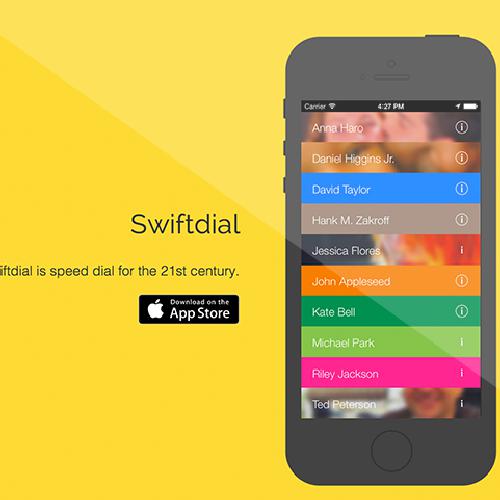 Swiftdial
iftdial is speed dial for the 21st century.
Download on the
App Store
Carrier 4:27 PM
Anna Haro
Daniel Higgins Jr.
David Taylor
Hank M. Zalkroff
Jessica Flores
John Appleseed
Kate Bell
Michael Park
Riley Jackson
Ted Peterson